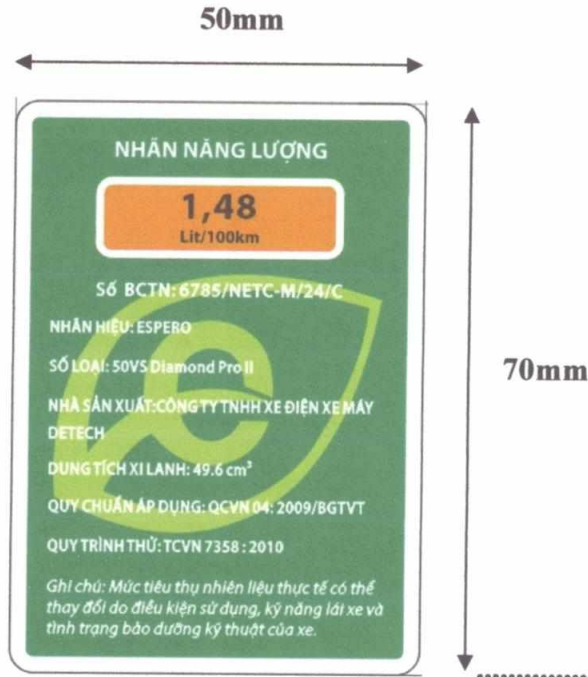 50mm
NHÃN NĂNG LƯỢNG
1,48
Lit/100km
Số BCTN: 6785/NETC-M/24/C
NHÃN HIỆU: ESPERO
SỐ LOẠI: 50VS Diamond Pro II
70mm
NHÀ SẢN XUẤT:CÔNG TY TNHH XE ĐIỆN XE MÁY
DETECH
DUNG TÍCH XI LANH: 49.6 cm³
QUY CHUẨN ÁP DỤNG: QCVN 04: 2009/BGTVT
QUY TRÌNH THỬ: TCVN 7358 : 2010
Ghi chú: Mức tiêu thụ nhiên liệu thực tế có thể
thay đổi do điều kiện sử dụng, kỹ năng lái xe và
tình trạng bảo dưỡng kỹ thuật của xe.